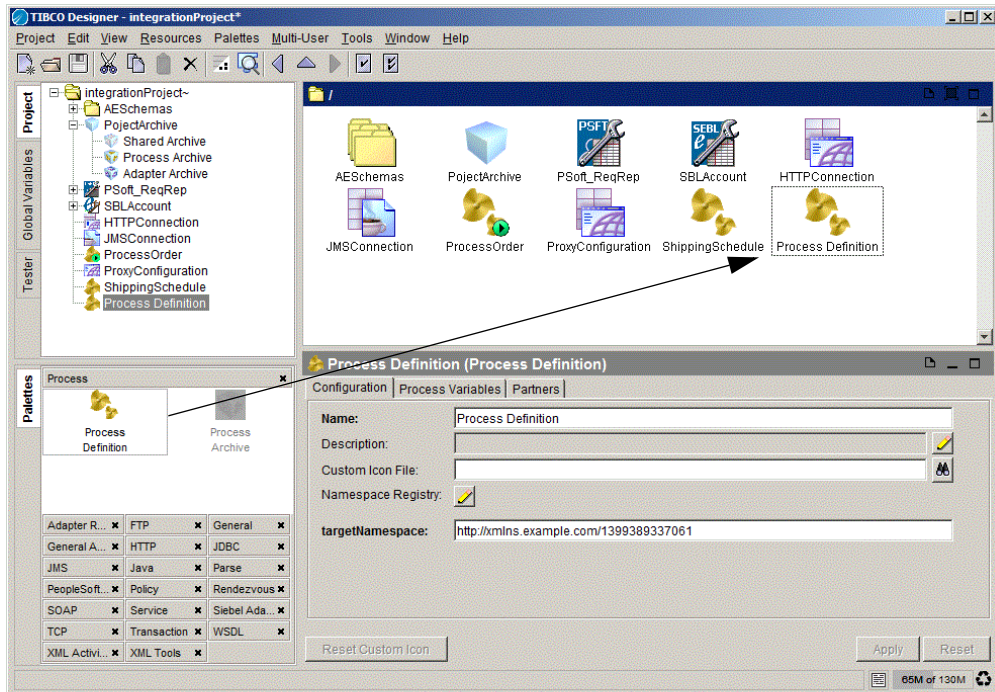 TIBCO Designer - integrationProject*
Project Edit View Resources Palettes Multi-User Tools Window Help
Project
Global Variables
Tester
integrationProject~
AESchemas
PojectArchive
Shared Archive
Process Archive
Adapter Archive
PSoft_ReqRep
SBLAccount
HTTPConnection
JMSConnection
ProcessOrder
ProxyConfiguration
ShippingSchedule
Process Definition
/
PSFT
SEBL
e
AESchemas PojectArchive PSoft_ReqRep SBLAccount HTTPConnection
JMSConnection ProcessOrder ProxyConfiguration ShippingSchedule Process Definition
Palettes
Process
Process Definition
Process Archive
Adapter R... FTP General
General A... HTTP JDBC
JMS Java Parse
PeopleSoft... Policy Rendezvous
SOAP Service Siebel Ada...
TCP Transaction WSDL
XML Activi... XML Tools
Process Definition (Process Definition)
Configuration Process Variables Partners
Name: Process Definition
Description:
Custom Icon File:
Namespace Registry:
targetNamespace: http://xmlns.example.com/1399389337061
Reset Custom Icon Apply Reset
65M of 130M